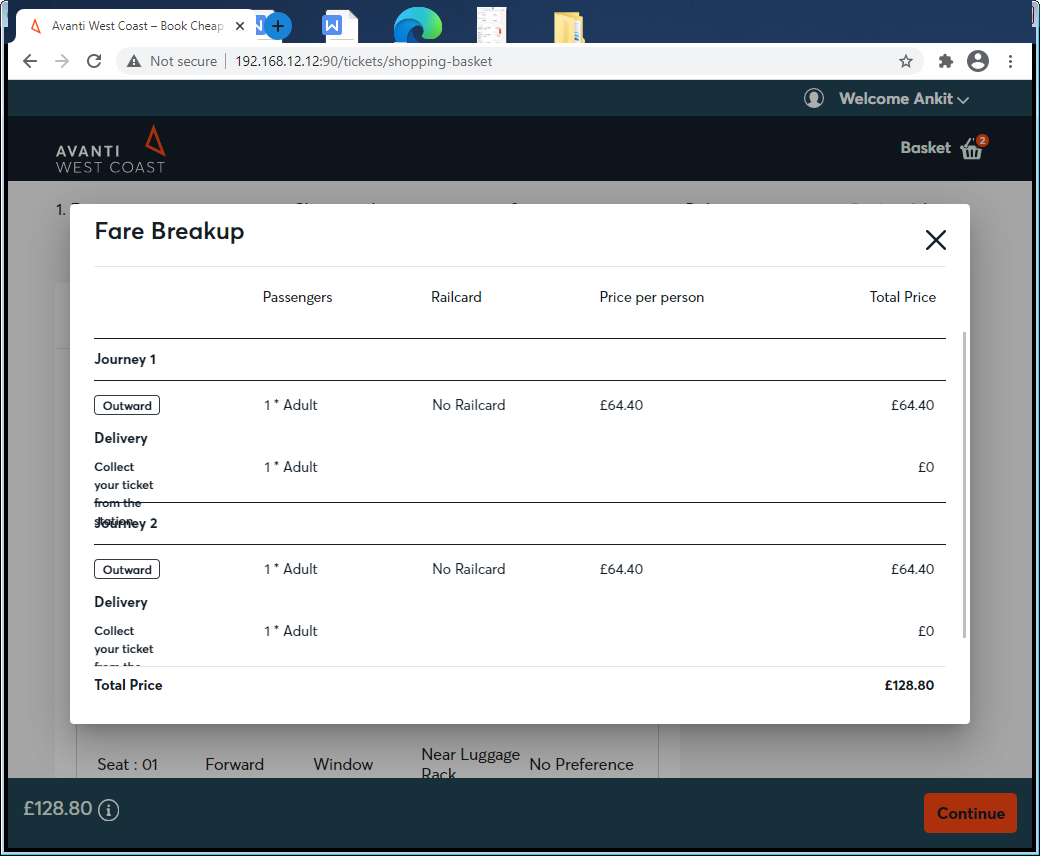 Avanti West Coast – Book Cheap
Not secure
192.168.12.12:90/tickets/shopping-basket
Welcome Ankit
AVANTI
WEST COAST
Basket 2
1.
Fare Breakup
Passengers Railcard Price per person Total Price
Journey 1
Outward 1 * Adult No Railcard £64.40 £64.40
Delivery
Collect 1 * Adult £0
your ticket
from the
station
Journey 2
Outward 1 * Adult No Railcard £64.40 £64.40
Delivery
Collect 1 * Adult £0
your ticket
from the
Total Price £128.80
Seat : 01 Forward Window Near Luggage No Preference
Rack
£128.80
Continue